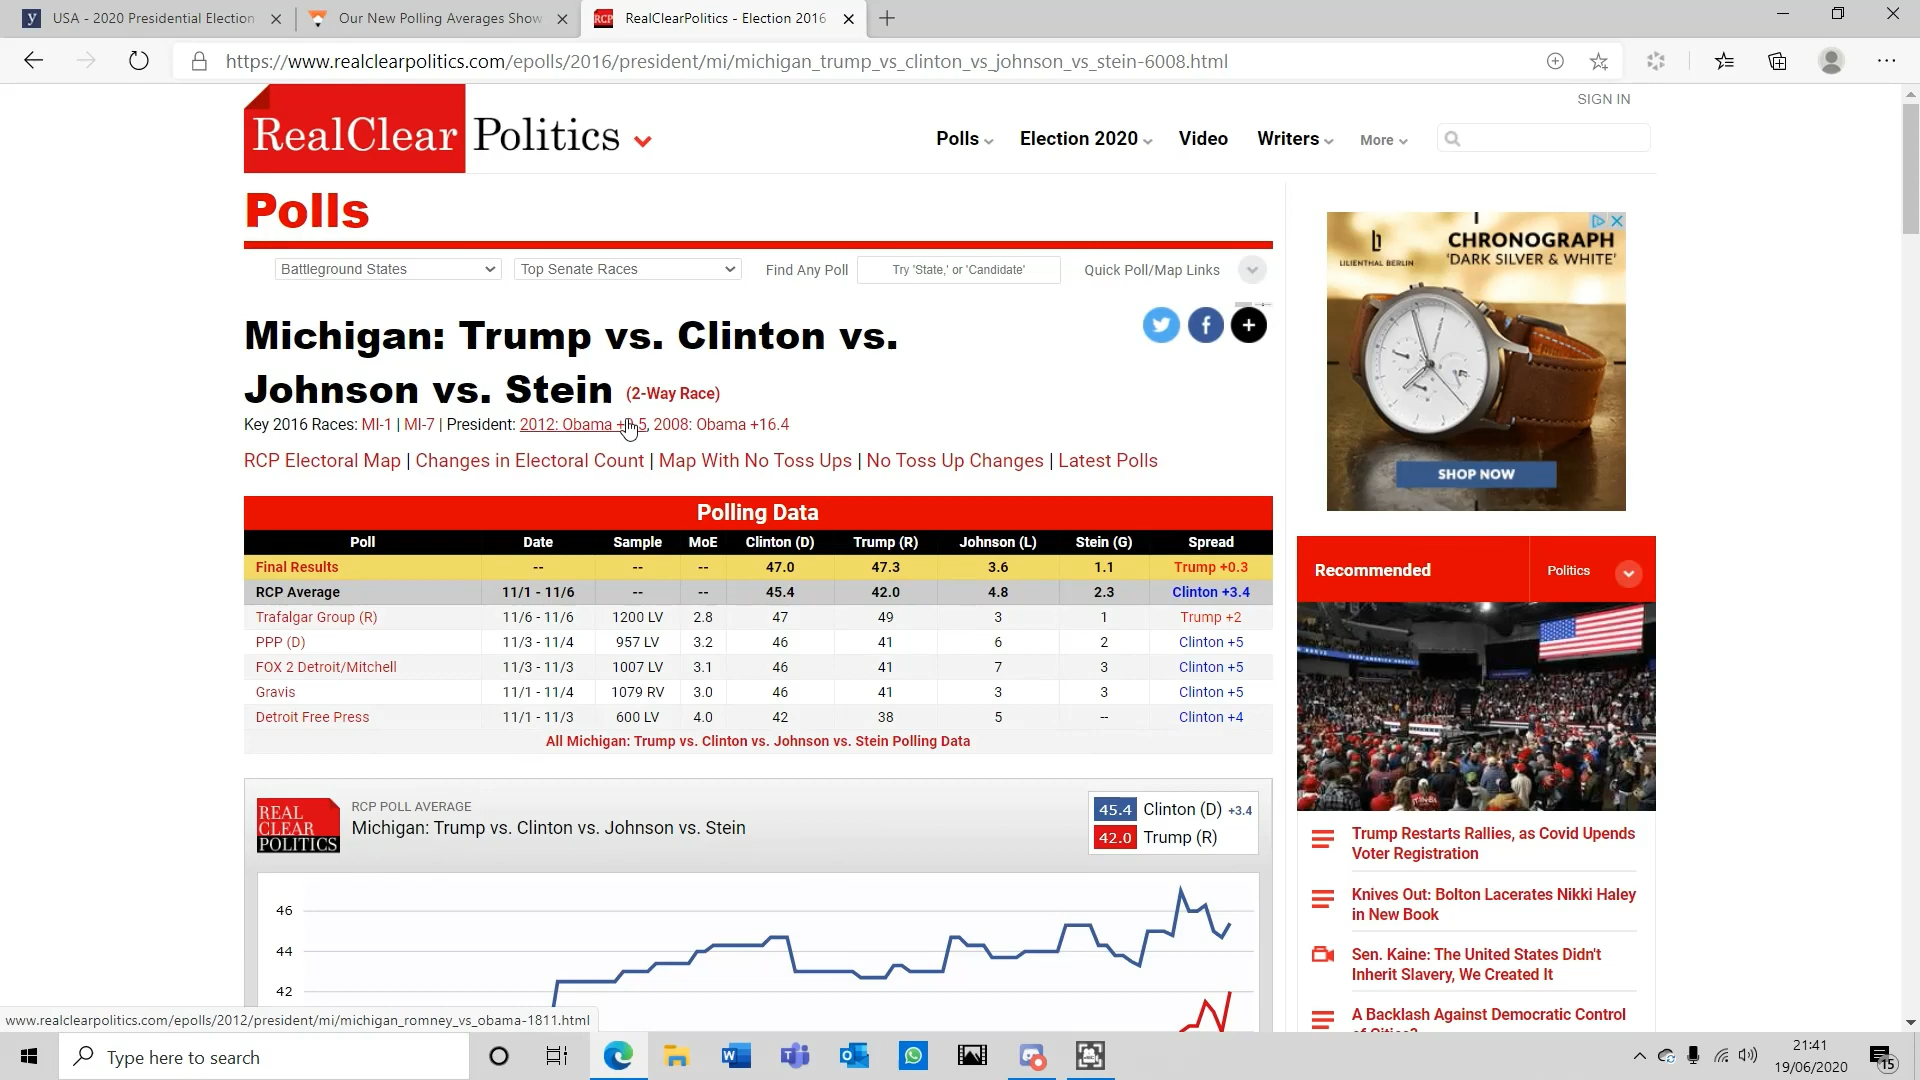 USA - 2020 Presidential Election
Our New Polling Averages Show
RCP RealClearPolitics - Election 2016
https://www.realclearpolitics.com/epolls/2016/president/mi/michigan_trump_vs_clinton_vs_johnson_vs_stein-6008.html
SIGN IN
RealClear Politics
Polls Election 2020 Video Writers More
Polls
Battleground States Top Senate Races Find Any Poll Try 'State,' or 'Candidate' Quick Poll/Map Links
Michigan: Trump vs. Clinton vs.
Johnson vs. Stein (2-Way Race)
Key 2016 Races: MI-1 | MI-7 | President: 2012: Obama 5, 2008: Obama +16.4
RCP Electoral Map | Changes in Electoral Count | Map With No Toss Ups | No Toss Up Changes | Latest Polls
Polling Data
Poll Date Sample MoE Clinton (D) Trump (R) Johnson (L) Stein (G) Spread
Final Results -- -- -- 47.0 47.3 3.6 1.1 Trump +0.3
RCP Average 11/1 - 11/6 -- -- 45.4 42.0 4.8 2.3 Clinton +3.4
Trafalgar Group (R) 11/6 - 11/6 1200 LV 2.8 47 49 3 1 Trump +2
PPP (D) 11/3 - 11/4 957 LV 3.2 46 41 6 2 Clinton +5
FOX 2 Detroit/Mitchell 11/3 - 11/3 1007 LV 3.1 46 41 7 3 Clinton +5
Gravis 11/1 - 11/4 1079 RV 3.0 46 41 3 3 Clinton +5
Detroit Free Press 11/1 - 11/3 600 LV 4.0 42 38 5 -- Clinton +4
All Michigan: Trump vs. Clinton vs. Johnson vs. Stein Polling Data
REAL
CLEAR
POLITICS
RCP POLL AVERAGE
Michigan: Trump vs. Clinton vs. Johnson vs. Stein
45.4 Clinton (D) +3.4
42.0 Trump (R)
46
44
42
CHRONOGRAPH
LILIENTHAL BERLIN 'DARK SILVER & WHITE'
SHOP NOW
Recommended Politics
Trump Restarts Rallies, as Covid Upends
Voter Registration
Knives Out: Bolton Lacerates Nikki Haley
in New Book
Sen. Kaine: The United States Didn't
Inherit Slavery, We Created It
A Backlash Against Democratic Control
of Cities?
www.realclearpolitics.com/epolls/2012/president/mi/michigan_romney_vs_obama-1811.html
Type here to search
21:41
19/06/2020
15